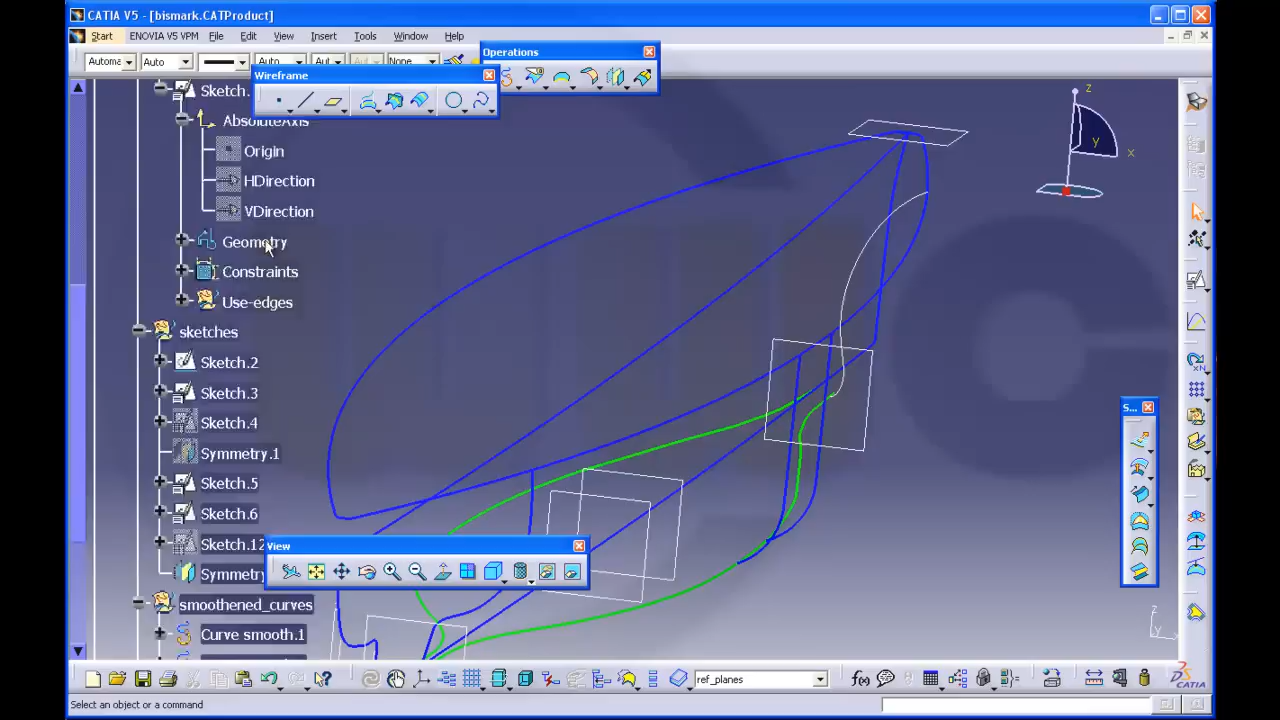 CATIA V5 - [bismark.CATProduct]
Start ENOVIA V5 VPM File Edit View Insert Tools Window Help
Operations
Automa Auto Auto Aut Aut None
Wireframe
Sketch.
AbsoluteAxis
Origin
HDirection
VDirection
Geometry
Constraints
Use-edges
sketches
Sketch.2
Sketch.3
Sketch.4
Symmetry.1
Sketch.5
Sketch.6
Sketch.12
Symmetry
smoothened_curves
Curve smooth.1
View
S...
z
y
x
z
y
ref_planes
f(x)
CATIA
Select an object or a command